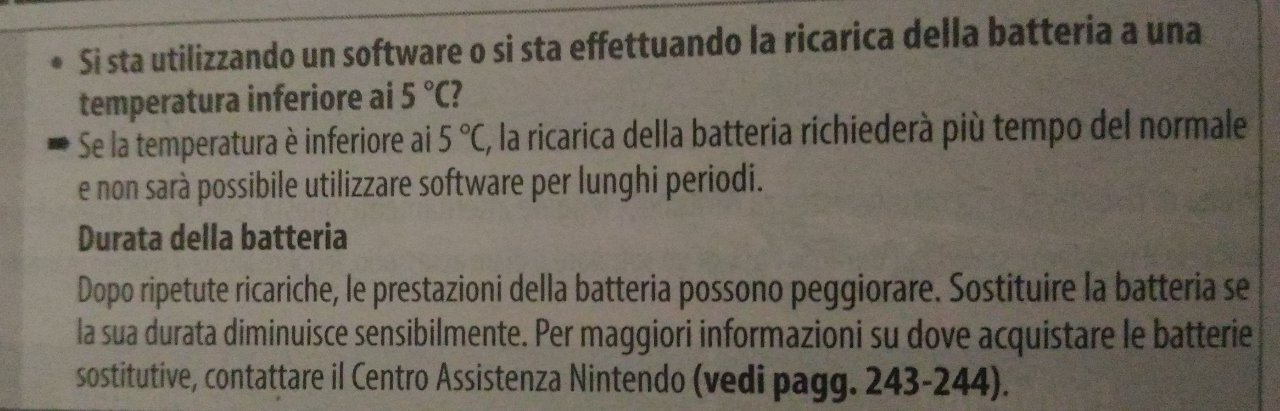 • Si sta utilizzando un software o si sta effettuando la ricarica della batteria a una
temperatura inferiore ai 5 °C?
➨ Se la temperatura è inferiore ai 5 °C, la ricarica della batteria richiederà più tempo del normale
e non sarà possibile utilizzare software per lunghi periodi.
Durata della batteria
Dopo ripetute ricariche, le prestazioni della batteria possono peggiorare. Sostituire la batteria se
la sua durata diminuisce sensibilmente. Per maggiori informazioni su dove acquistare le batterie
sostitutive, contattare il Centro Assistenza Nintendo (vedi pagg. 243-244).